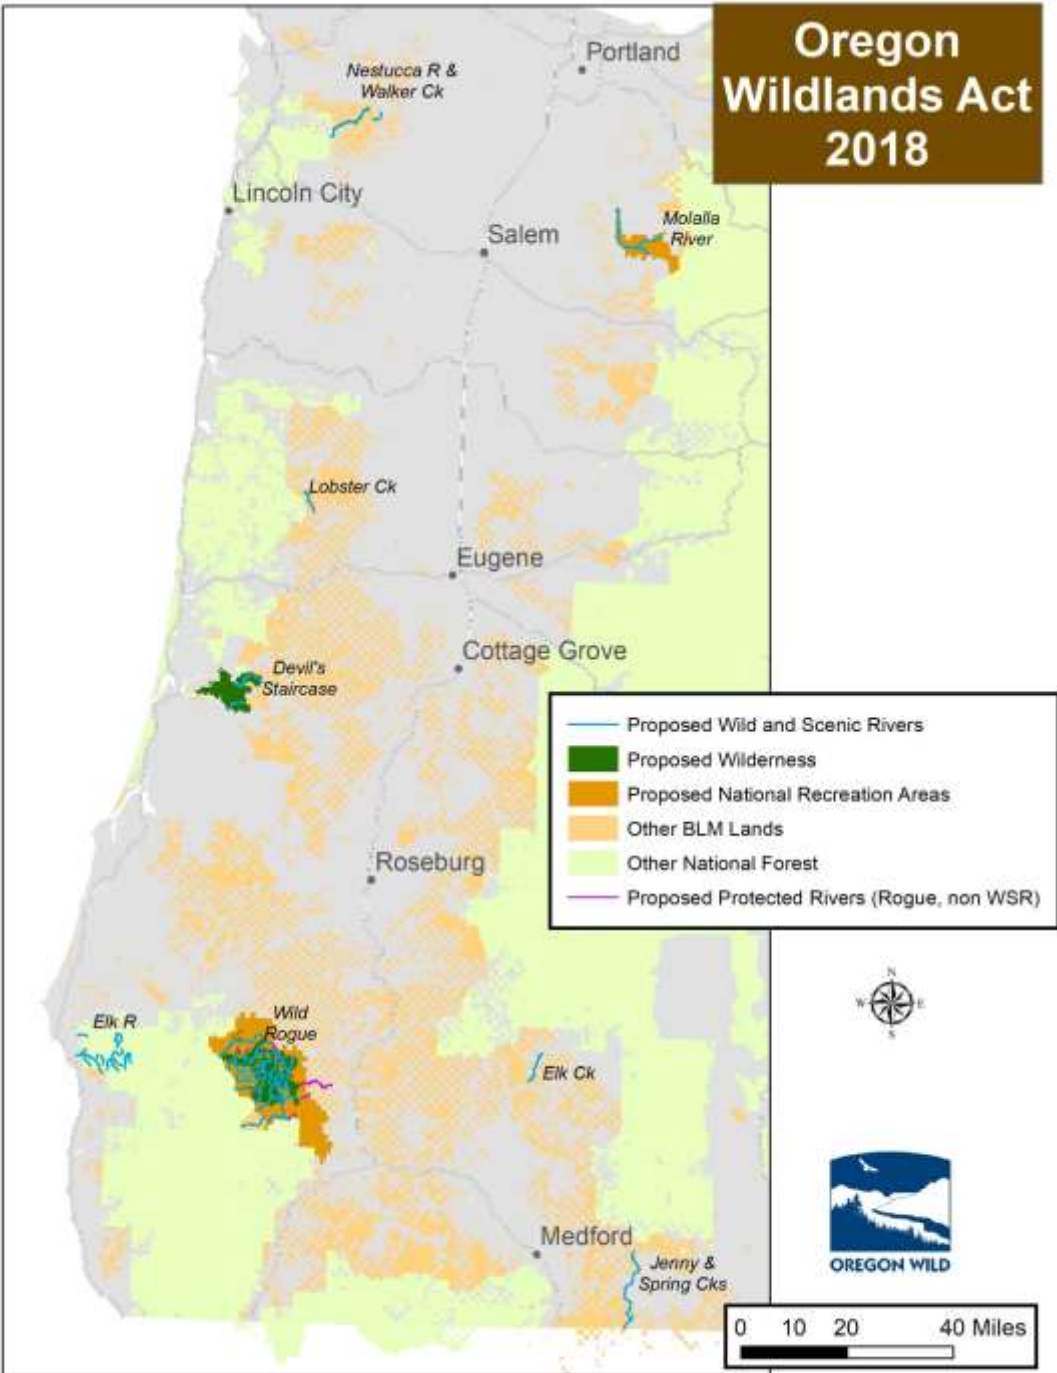 Oregon
Wildlands Act
2018
Portland
Nestucca R &
Walker Ck
Lincoln City
Molalla
River
Salem
Lobster Ck
Eugene
Cottage Grove
Devil's
Staircase
Proposed Wild and Scenic Rivers
Proposed Wilderness
Proposed National Recreation Areas
Other BLM Lands
Other National Forest
Proposed Protected Rivers (Rogue, non WSR)
Roseburg
N
W
E
S
Elk R
Wild
Rogue
Elk Ck
Medford
Jenny &
Spring Cks
OREGON WILD
0 10 20 40 Miles